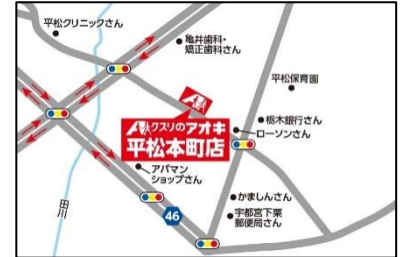 平松クリニックさん
亀井歯科・
矯正歯科さん
平松保育園
クスリのアオキ
平松本町店
栃木銀行さん
ローソンさん
アパマン
ショップさん
田川
46
かましんさん
宇都宮下栗
郵便局さん